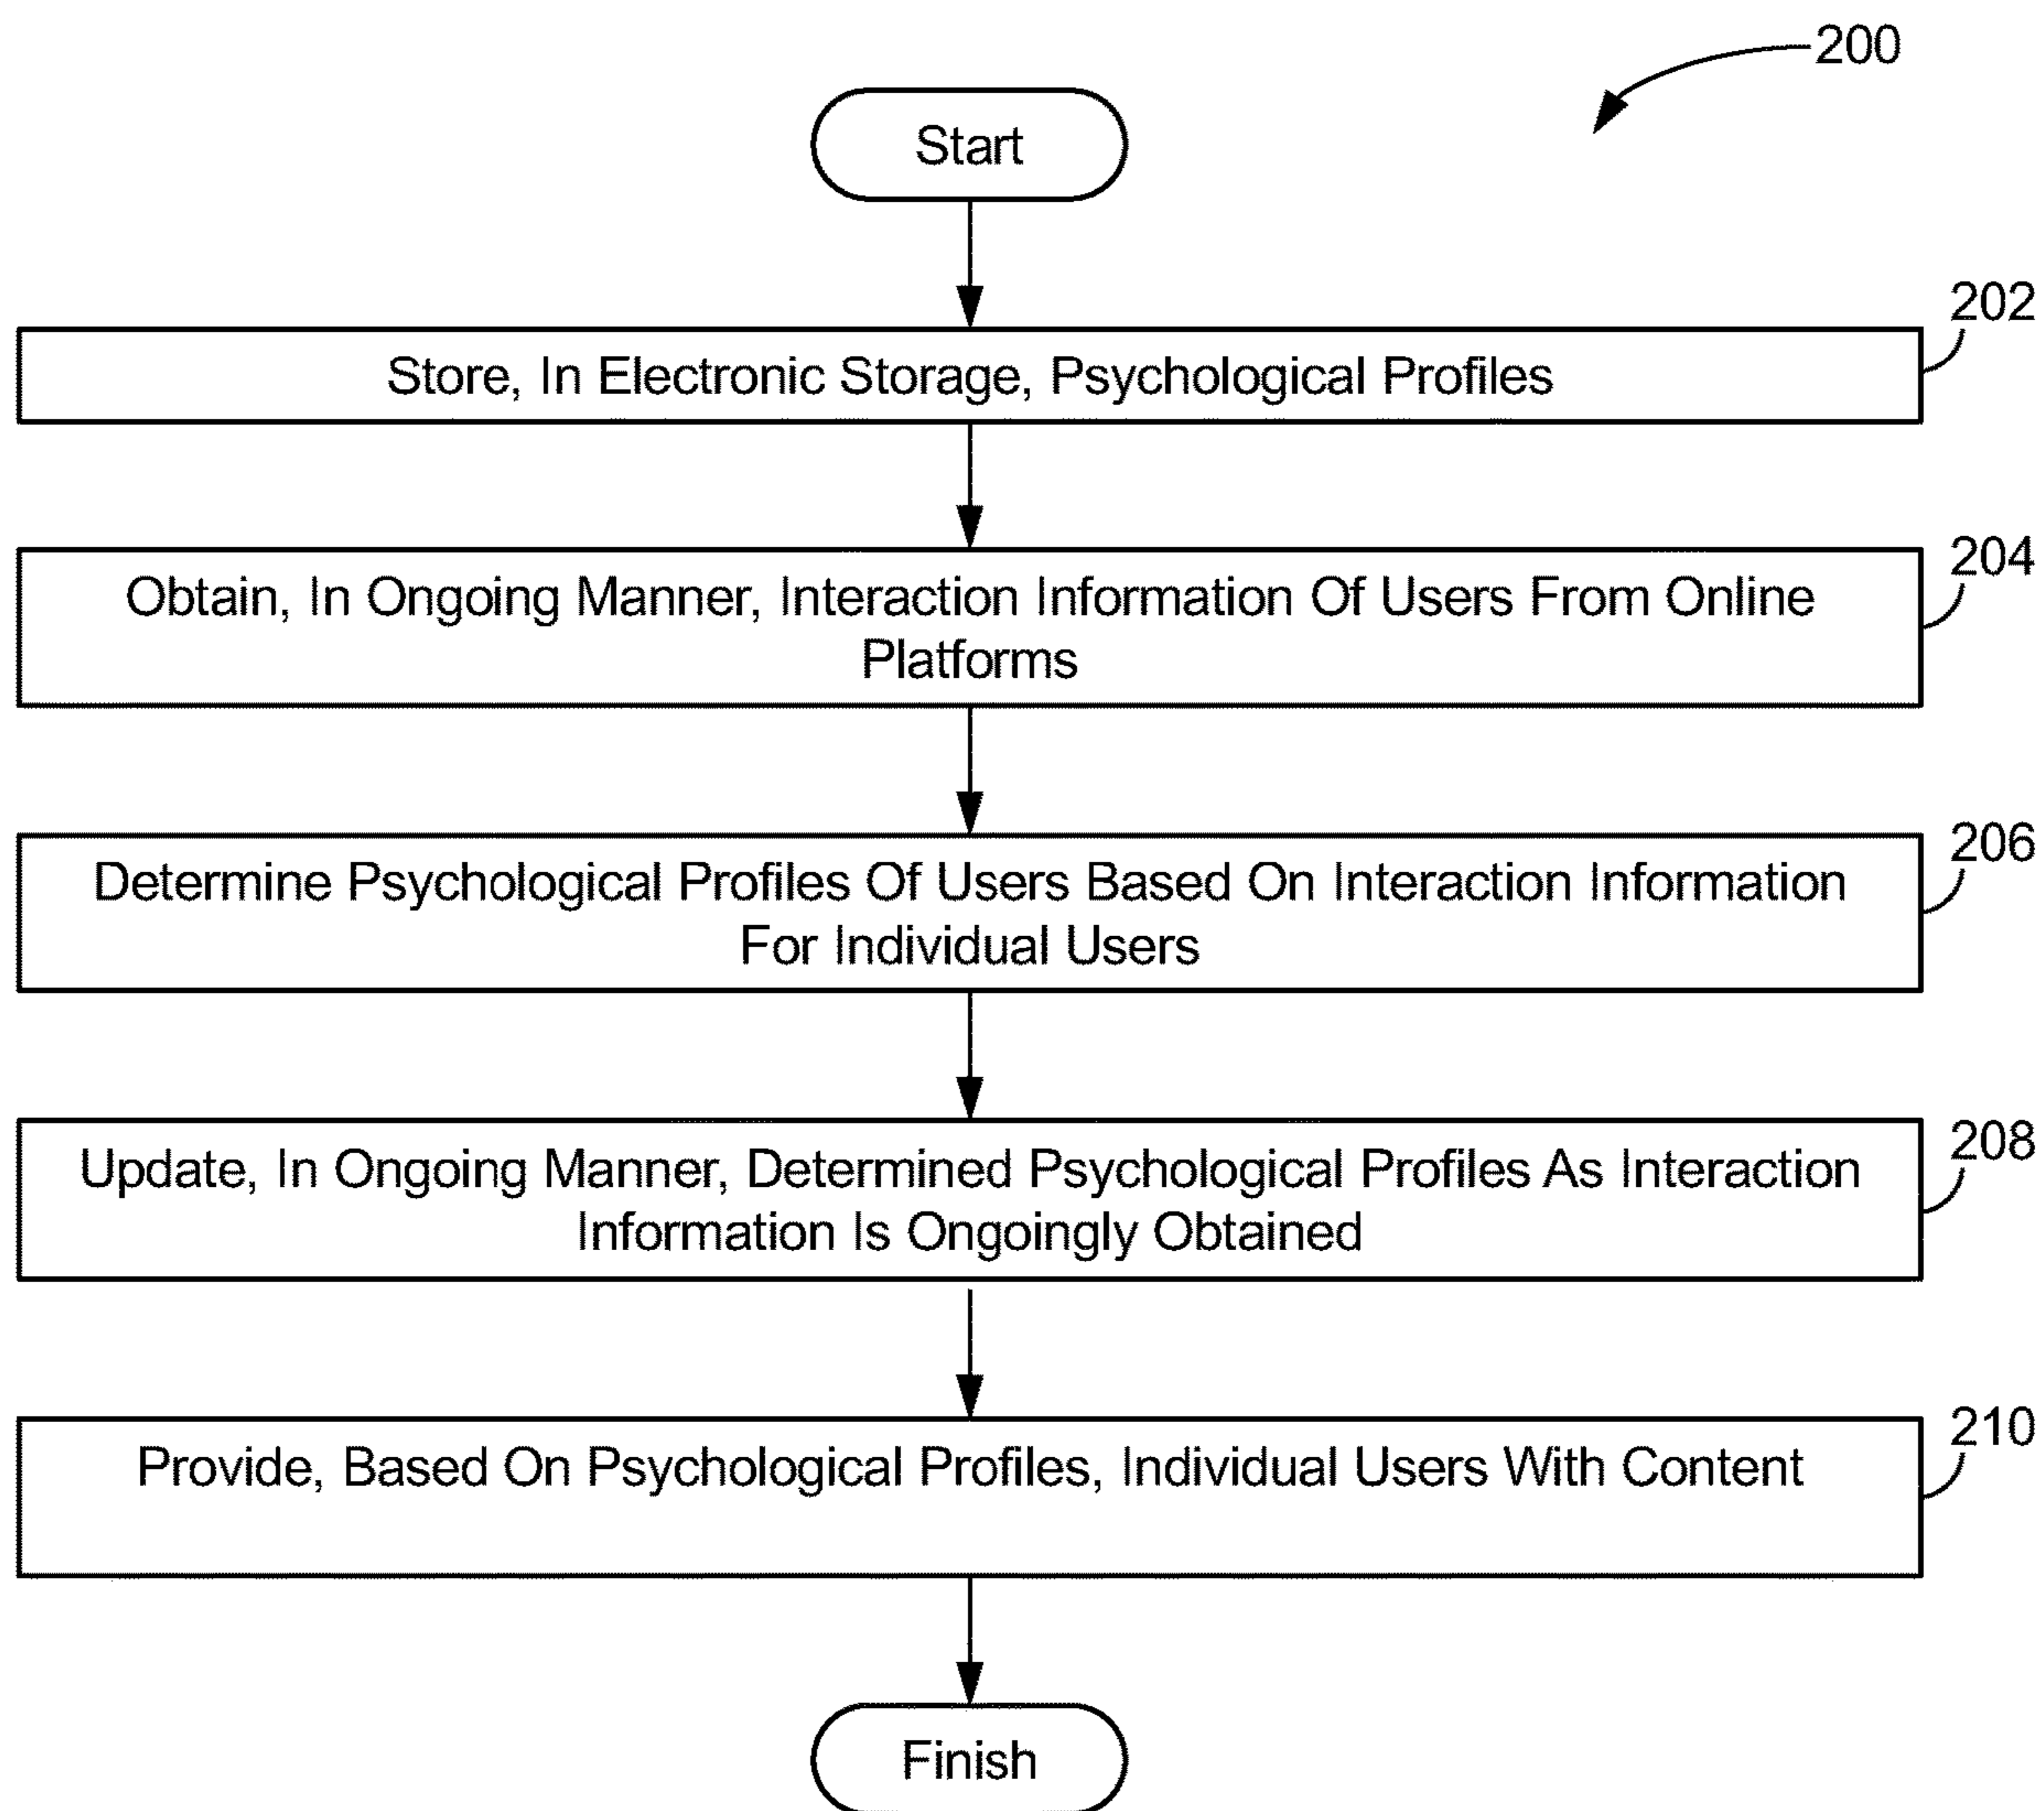 200
Start
202
Store, In Electronic Storage, Psychological Profiles
204
Obtain, In Ongoing Manner, Interaction Information Of Users From Online
Platforms
206
Determine Psychological Profiles Of Users Based On Interaction Information
For Individual Users
208
Update, In Ongoing Manner, Determined Psychological Profiles As Interaction
Information Is Ongoingly Obtained
210
Provide, Based On Psychological Profiles, Individual Users With Content
Finish